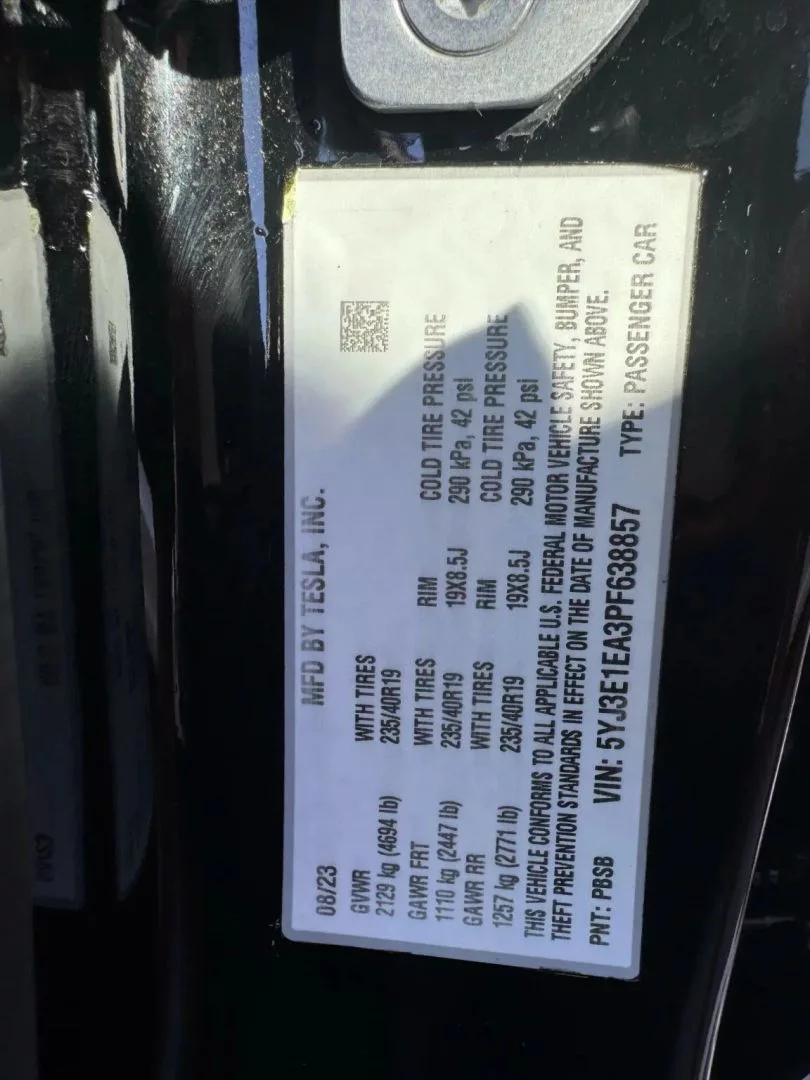 MFD BY TESLA, INC.
08/23
GVWR WITH TIRES
2129 kg (4694 lb) 235/40R19
GAWR FRT WITH TIRES RIM COLD TIRE PRESSURE
1110 kg (2447 lb) 235/40R19 19X8.5J 290 kPa, 42 psi
GAWR RR WITH TIRES RIM COLD TIRE PRESSURE
1257 kg (2771 lb) 235/40R19 19X8.5J 290 kPa, 42 psi
THIS VEHICLE CONFORMS TO ALL APPLICABLE U.S. FEDERAL MOTOR VEHICLE SAFETY, BUMPER, AND
THEFT PREVENTION STANDARDS IN EFFECT ON THE DATE OF MANUFACTURE SHOWN ABOVE.
PNT: PBSB VIN: 5YJ3E1EA3PF638857 TYPE: PASSENGER CAR